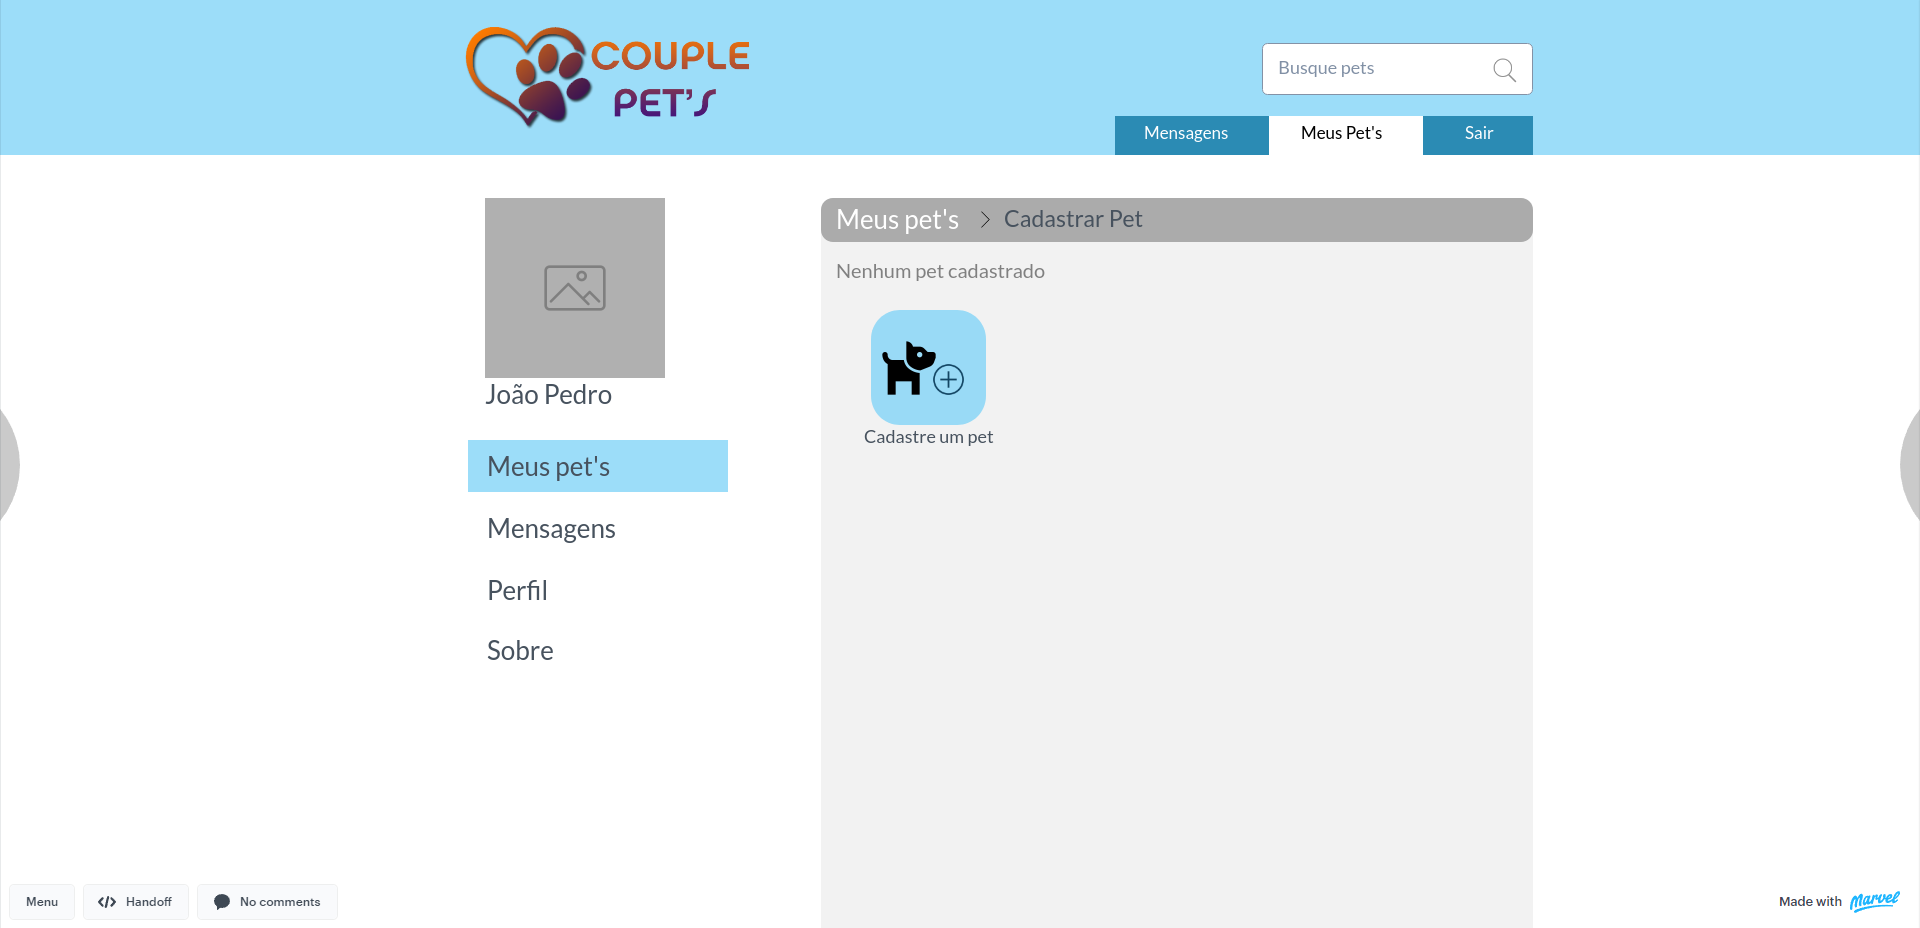 COUPLE
PET'S
Busque pets
Mensagens
Meus Pet's
Sair
Meus pet's
Cadastrar Pet
Nenhum pet cadastrado
Cadastre um pet
João Pedro
Meus pet's
Mensagens
Perfil
Sobre
Menu
Handoff
No comments
Made with Marvel